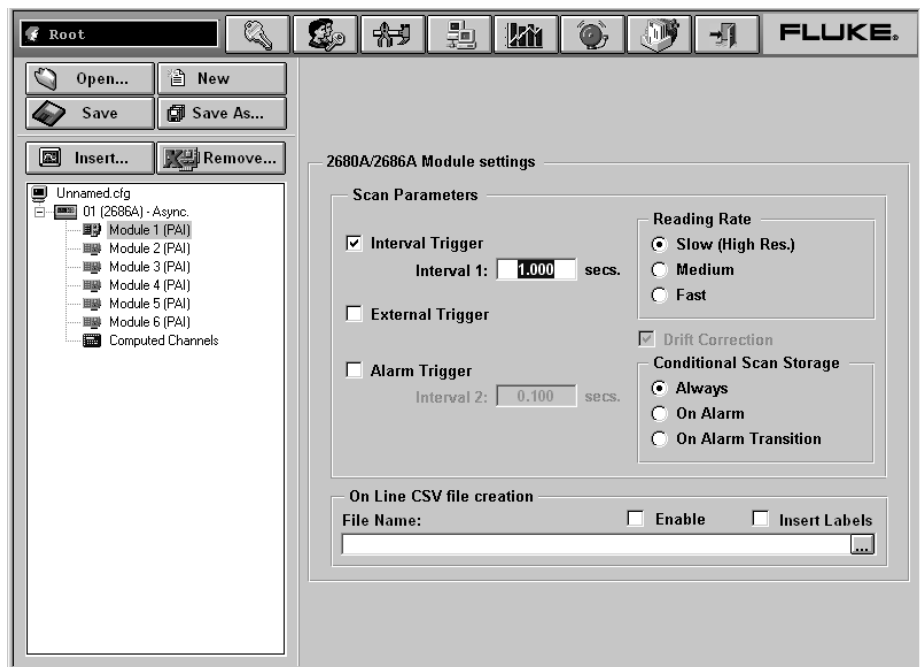 Root
FLUKE®
Open...
New
Save
Save As...
Insert...
Remove...
Unnamed.cfg
01 (2686A) - Async.
Module 1 (PAI)
Module 2 (PAI)
Module 3 (PAI)
Module 4 (PAI)
Module 5 (PAI)
Module 6 (PAI)
Computed Channels
2680A/2686A Module settings
Scan Parameters
Interval Trigger
Interval 1: 1.000 secs.
External Trigger
Alarm Trigger
Interval 2: 0.100 secs.
Reading Rate
Slow (High Res.)
Medium
Fast
Drift Correction
Conditional Scan Storage
Always
On Alarm
On Alarm Transition
On Line CSV file creation
File Name: Enable Insert Labels
...